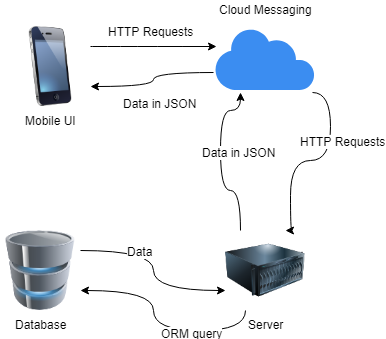 Cloud Messaging
HTTP Requests
Data in JSON
Mobile UI
HTTP Requests
Data in JSON
Data
Database
Server
ORM query